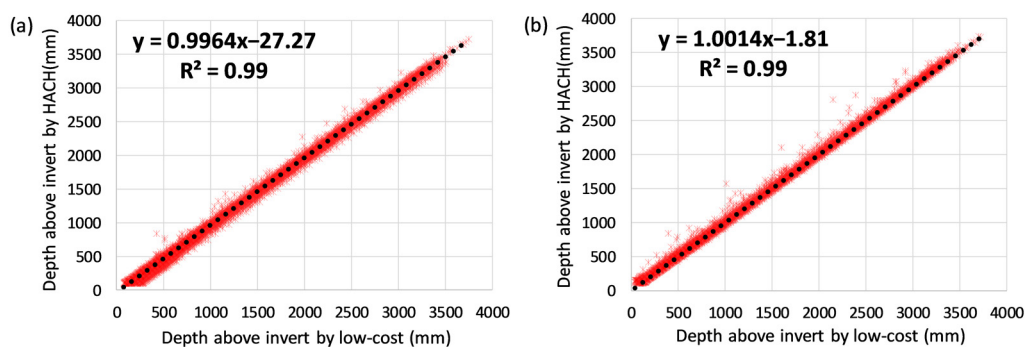 (a)
y = 0.9964x–27.27
R² = 0.99
Depth above invert by HACH(mm)
4000
3500
3000
2500
2000
1500
1000
500
0
0 500 1000 1500 2000 2500 3000 3500 4000
Depth above invert by low-cost (mm)
(b)
y = 1.0014x–1.81
R² = 0.99
Depth above invert by HACH(mm)
4000
3500
3000
2500
2000
1500
1000
500
0
0 500 1000 1500 2000 2500 3000 3500 4000
Depth above invert by low-cost (mm)